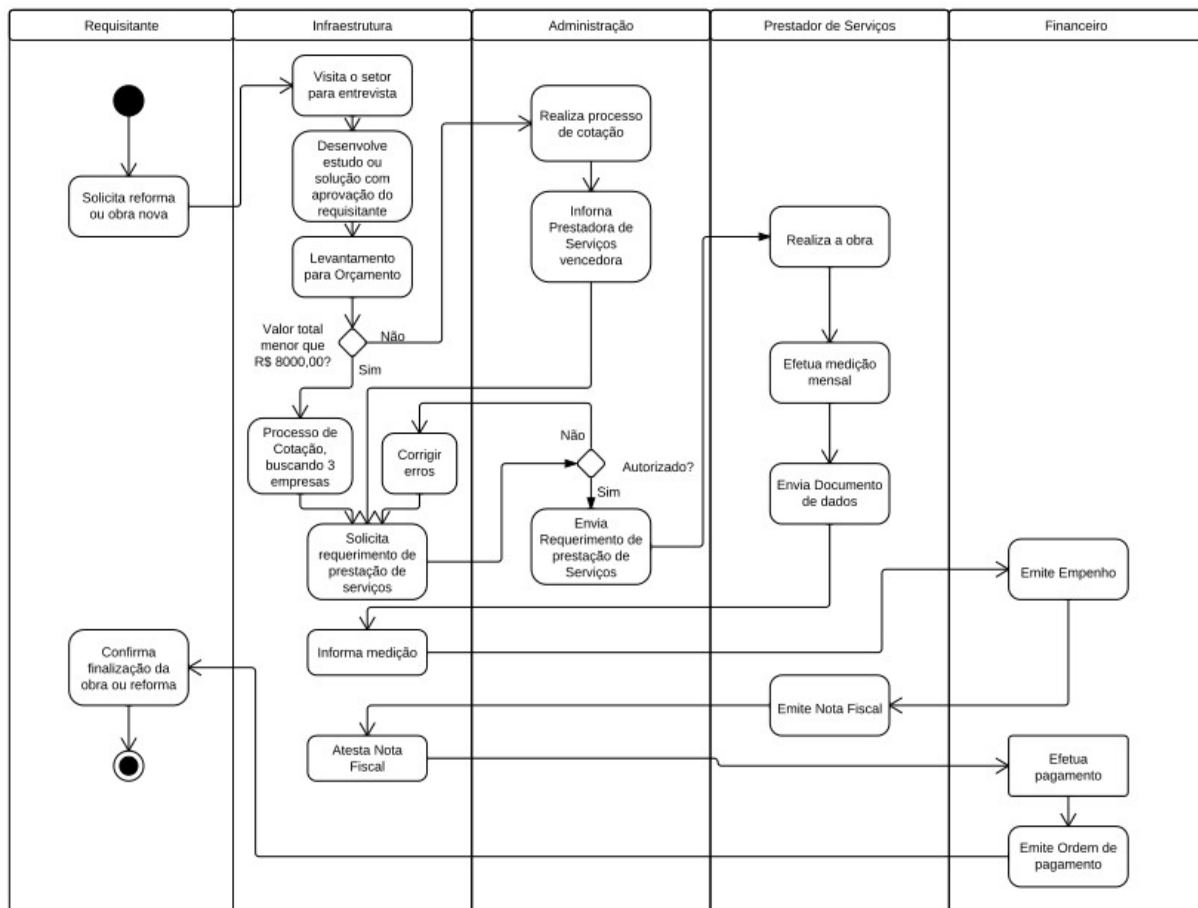 Requisitante
Infraestrutura
Administração
Prestador de Serviços
Financeiro
Visita o setor
para entrevista
Realiza processo
de cotação
Desenvolve
estudo ou
solução com
aprovação do
requisitante
Solicita reforma
ou obra nova
Informa
Prestadora de
Serviços
vencedora
Realiza a obra
Levantamento
para Orçamento
Valor total
menor que
R$ 8000,00?
Não
Sim
Efetua medição
mensal
Processo de
Cotação,
buscando 3
empresas
Corrigir
erros
Não
Autorizado?
Sim
Envia Documento
de dados
Solicita
requerimento de
prestação de
serviços
Envia
Requerimento de
prestação de
Serviços
Emite Empenho
Confirma
finalização da
obra ou reforma
Informa medição
Emite Nota Fiscal
Atesta Nota
Fiscal
Efetua
pagamento
Emite Ordem de
pagamento